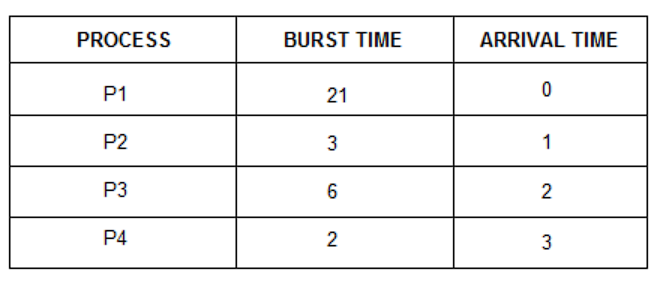 PROCESS BURST TIME ARRIVAL TIME
P1 21 0
P2 3 1
P3 6 2
P4 2 3